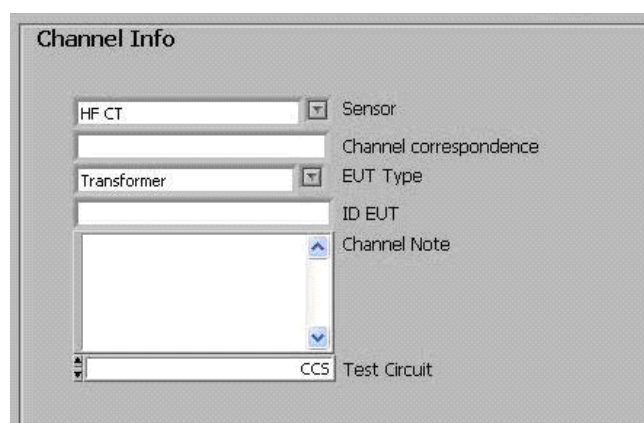 Channel Info
HF CT Sensor
Channel correspondence
Transformer EUT Type
ID EUT
Channel Note
CCS Test Circuit